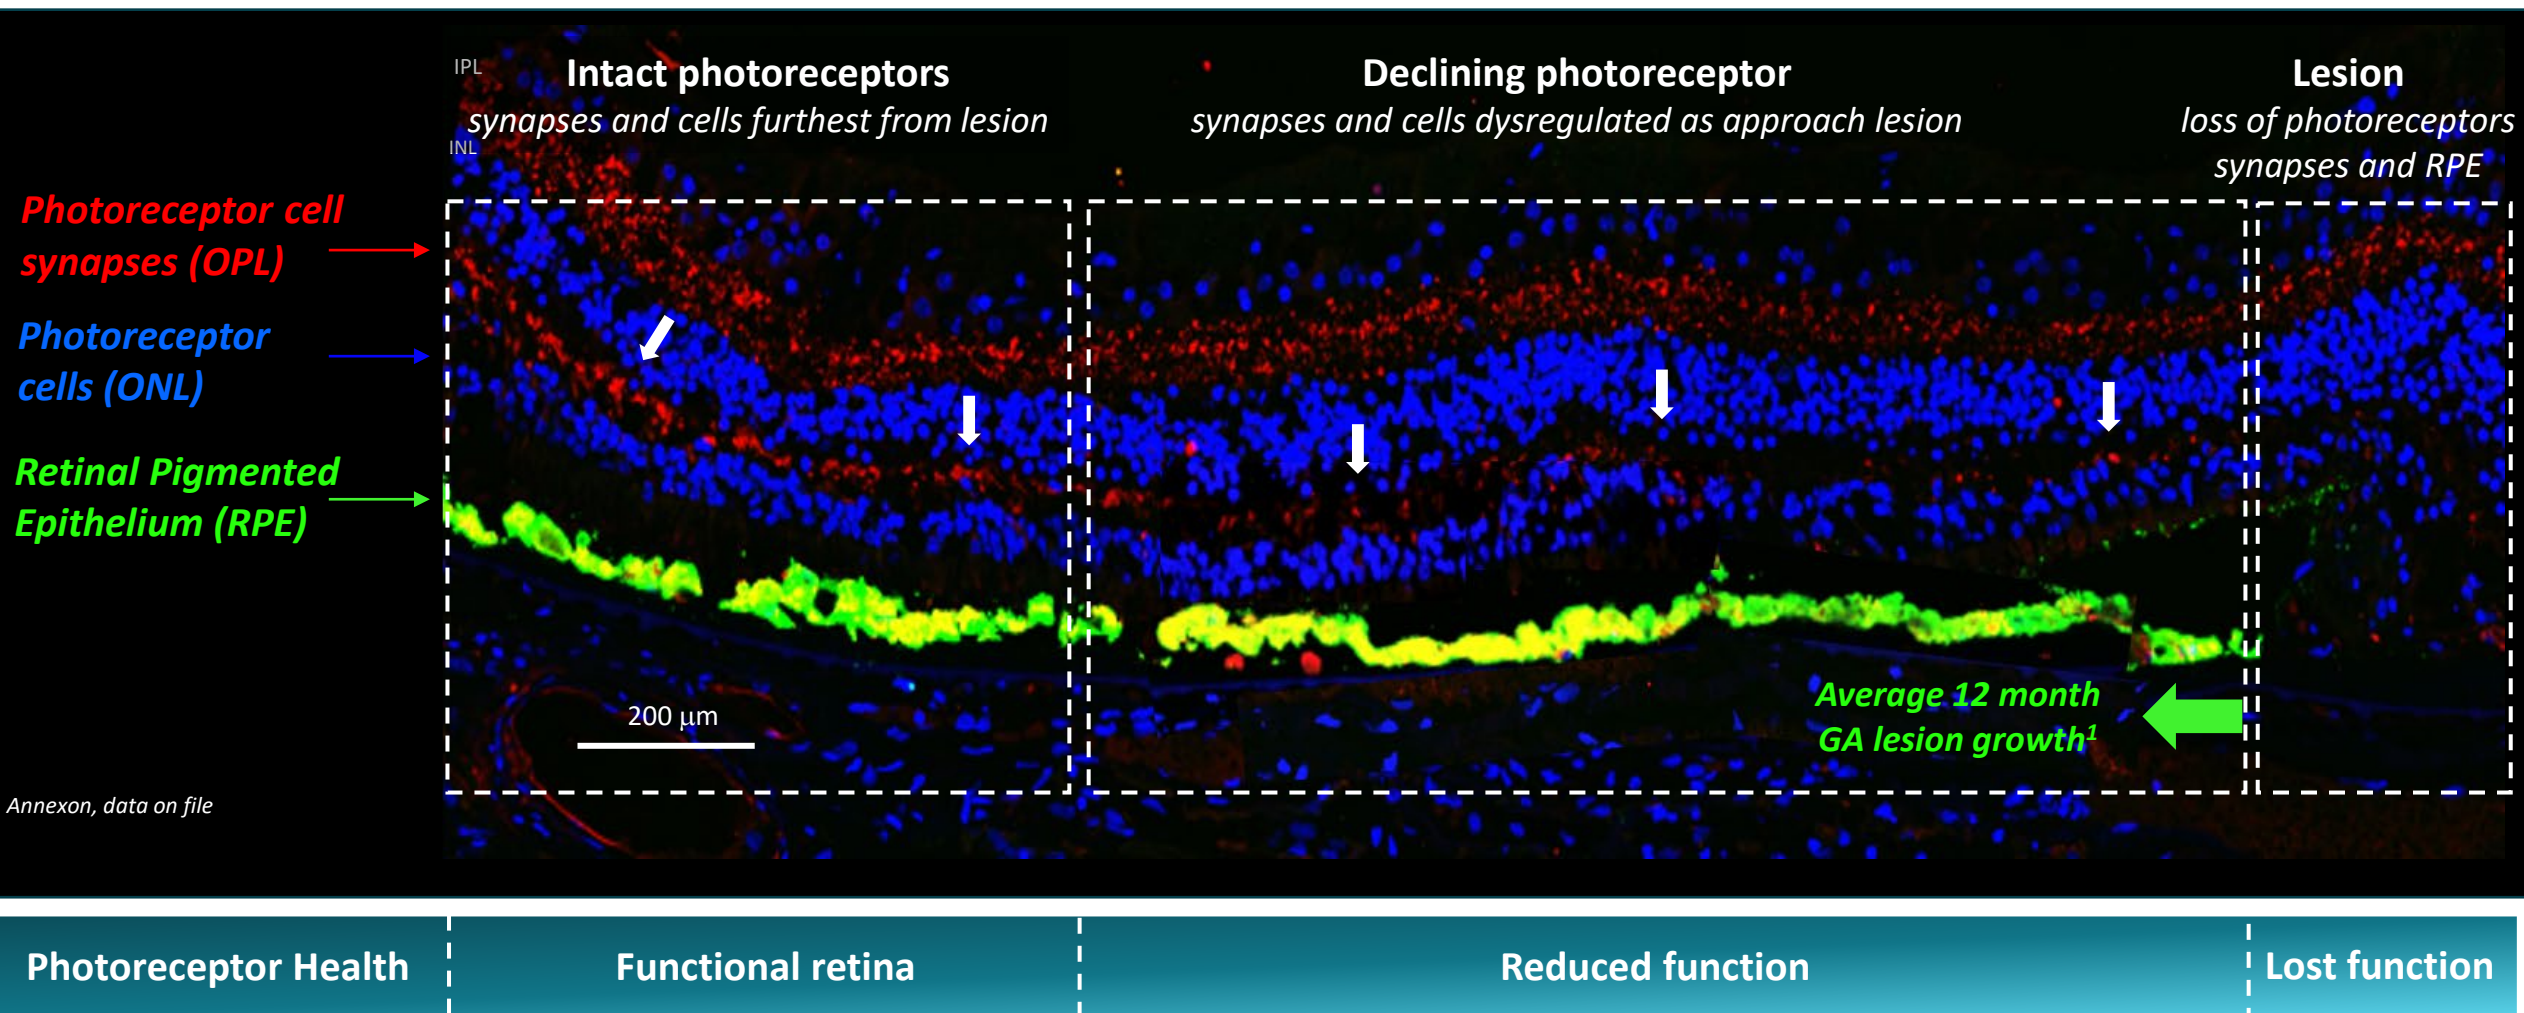 IPL
Intact photoreceptors
synapses and cells furthest from lesion
INL
Declining photoreceptor
synapses and cells dysregulated as approach lesion
Lesion
loss of photoreceptors
synapses and RPE
Photoreceptor cell
synapses (OPL)
Photoreceptor
cells (ONL)
Retinal Pigmented
Epithelium (RPE)
200 μm
Average 12 month
GA lesion growth¹
Annexon, data on file
Photoreceptor Health
Functional retina
Reduced function
Lost function